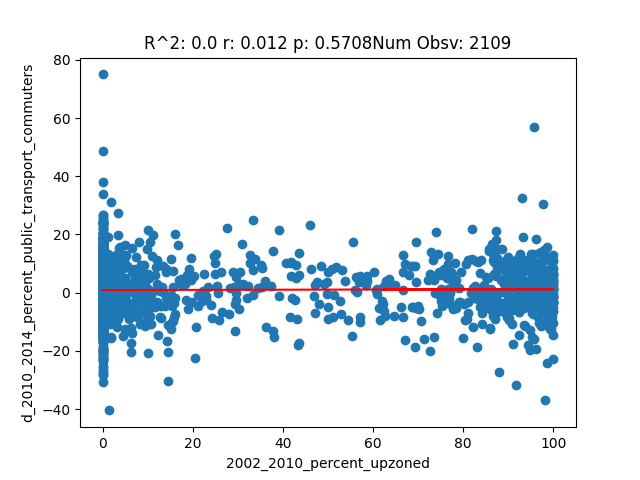 R^2: 0.0 r: 0.012 p: 0.5708Num Obsv: 2109
d_2010_2014_percent_public_transport_commuters
80
60
40
20
0
−20
−40
0 20 40 60 80 100
2002_2010_percent_upzoned